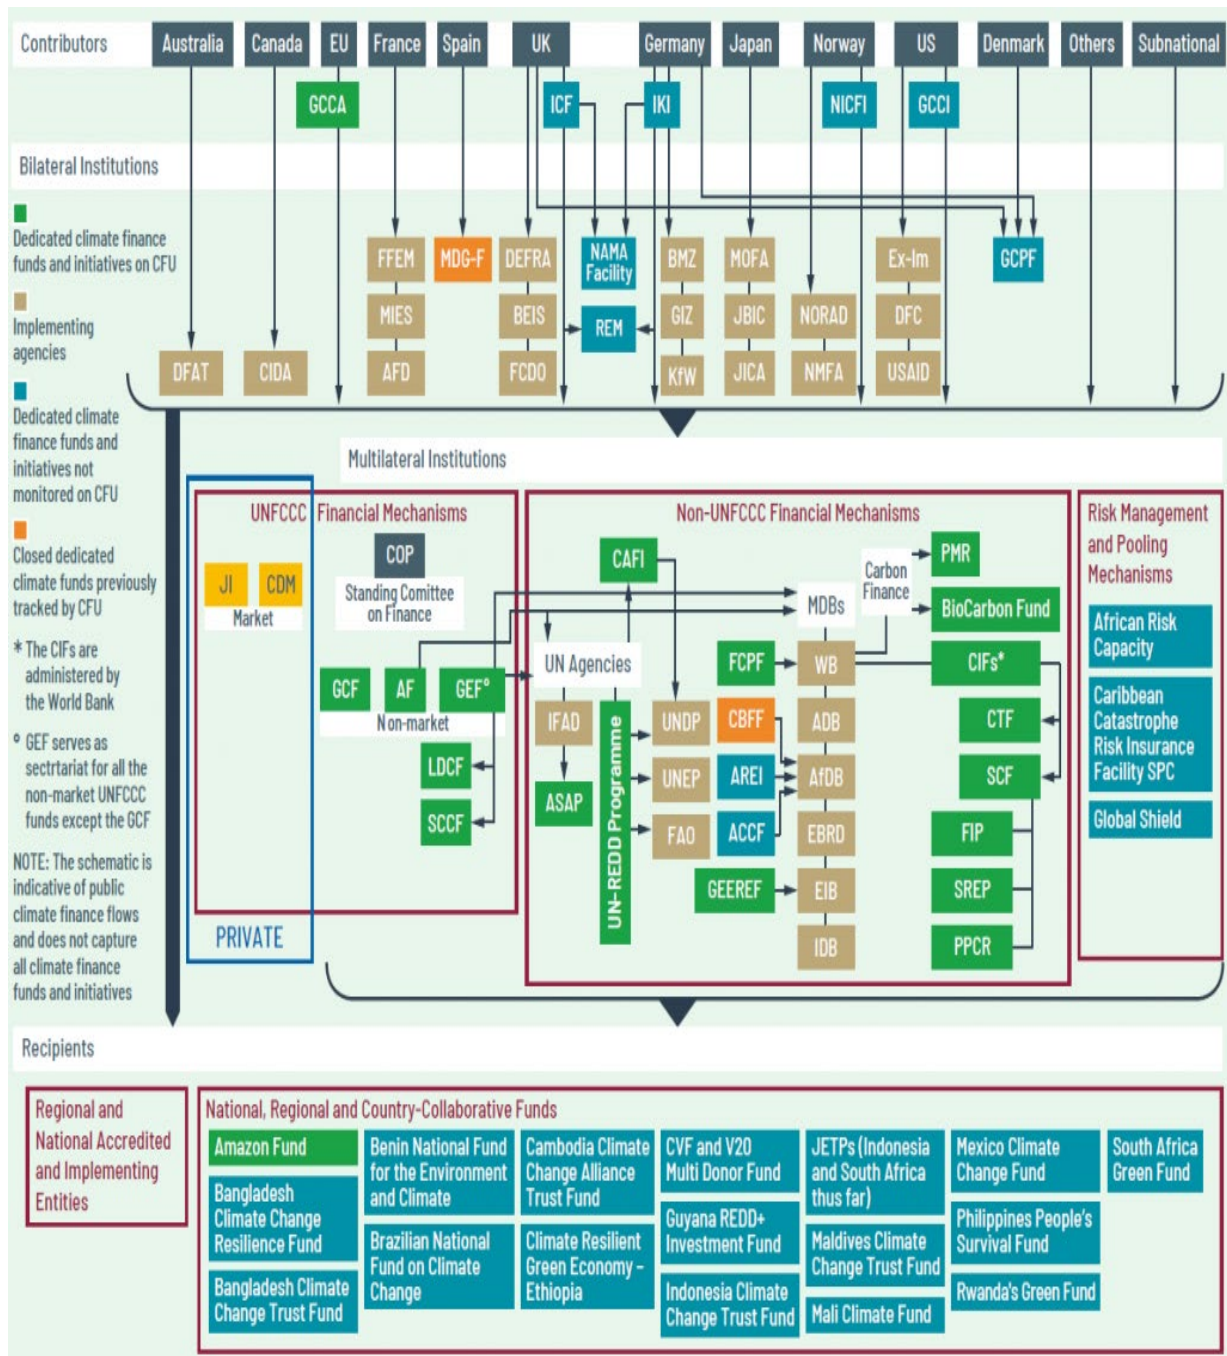 Contributors
Australia
Canada
EU
France
Spain
UK
Germany
Japan
Norway
US
Denmark
Others
Subnational
GCCA
ICF
IKI
NICFI
GCCI
Bilateral Institutions
Dedicated climate finance
funds and initiatives on CFU
Implementing
agencies
Dedicated climate
finance funds and
initiatives not
monitored on CFU
Closed dedicated
climate funds previously
tracked by CFU
* The CIFs are
administered by
the World Bank
° GEF serves as
sectrtariat for all the
non-market UNFCCC
funds except the GCF
NOTE: The schematic is
indicative of public
climate finance flows
and does not capture
all climate finance
funds and initiatives
FFEM
MDG-F
DEFRA
NAMA
Facility
BMZ
MOFA
Ex-Im
GCPF
MIES
BEIS
REM
GIZ
JBIC
NORAD
DFC
DFAT
CIDA
AFD
FCDO
KfW
JICA
NMFA
USAID
Multilateral Institutions
UNFCCC Financial Mechanisms
JI
CDM
Market
COP
Standing Comittee
on Finance
GCF
AF
GEF°
Non-market
LDCF
SCCF
PRIVATE
Non-UNFCCC Financial Mechanisms
CAFI
UN Agencies
IFAD
ASAP
UN-REDD Programme
UNDP
UNEP
FAO
FCPF
CBFF
AREI
ACCF
GEEREF
MDBs
WB
ADB
AfDB
EBRD
EIB
IDB
Carbon
Finance
PMR
BioCarbon Fund
CIFs*
CTF
SCF
FIP
SREP
PPCR
Risk Management
and Pooling
Mechanisms
African Risk
Capacity
Caribbean
Catastrophe
Risk Insurance
Facility SPC
Global Shield
Recipients
Regional and
National Accredited
and Implementing
Entities
National, Regional and Country-Collaborative Funds
Amazon Fund
Bangladesh
Climate Change
Resilience Fund
Bangladesh Climate
Change Trust Fund
Benin National Fund
for the Environment
and Climate
Brazilian National
Fund on Climate
Change
Cambodia Climate
Change Alliance
Trust Fund
Climate Resilient
Green Economy –
Ethiopia
CVF and V20
Multi Donor Fund
Guyana REDD+
Investment Fund
Indonesia Climate
Change Trust Fund
JETPs (Indonesia
and South Africa
thus far)
Maldives Climate
Change Trust Fund
Mali Climate Fund
Mexico Climate
Change Fund
Philippines People's
Survival Fund
Rwanda's Green Fund
South Africa
Green Fund